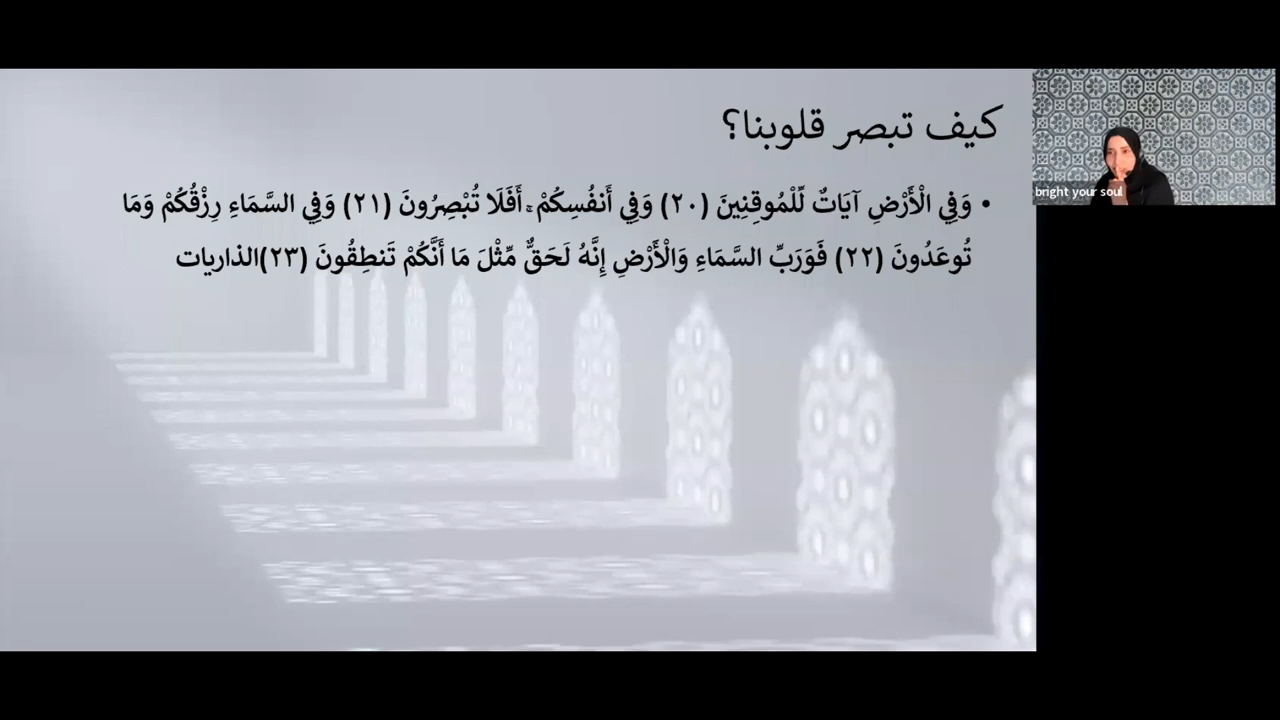 كيف تبصر قلوبنا؟
• وَفِي الْأَرْضِ آيَاتٌ لِّلْمُوقِنِينَ (٢٠) وَفِي أَنفُسِكُمْ ۚ أَفَلَا تُبْصِرُونَ (٢١) وَفِي السَّمَاءِ رِزْقُكُمْ وَمَا
تُوعَدُونَ (٢٢) فَوَرَبِّ السَّمَاءِ وَالْأَرْضِ إِنَّهُ لَحَقٌّ مِّثْلَ مَا أَنَّكُمْ تَنطِقُونَ (٢٣)الذاريات
bright your soul